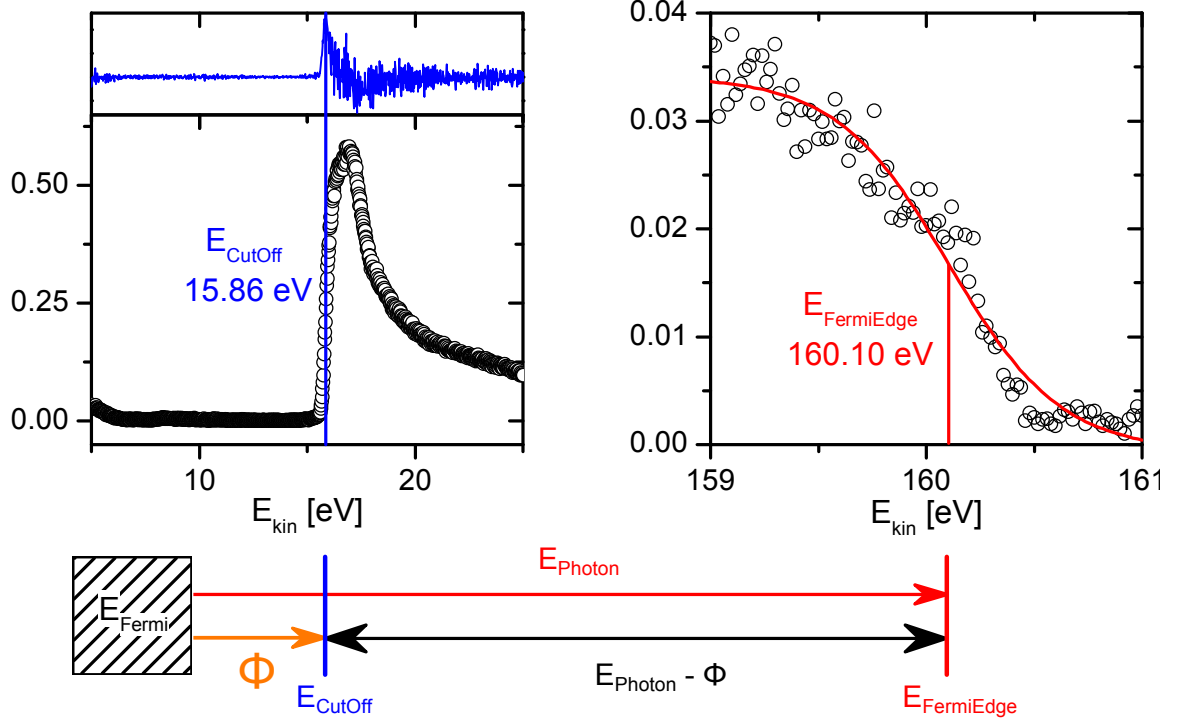 0.50
0.25
0.00
E_CutOff
15.86 eV
10
20
E_kin [eV]
0.04
0.03
0.02
0.01
0.00
E_FermiEdge
160.10 eV
159
160
161
E_kin [eV]
E_Fermi
E_Photon
Φ
E_Photon - Φ
E_CutOff
E_FermiEdge